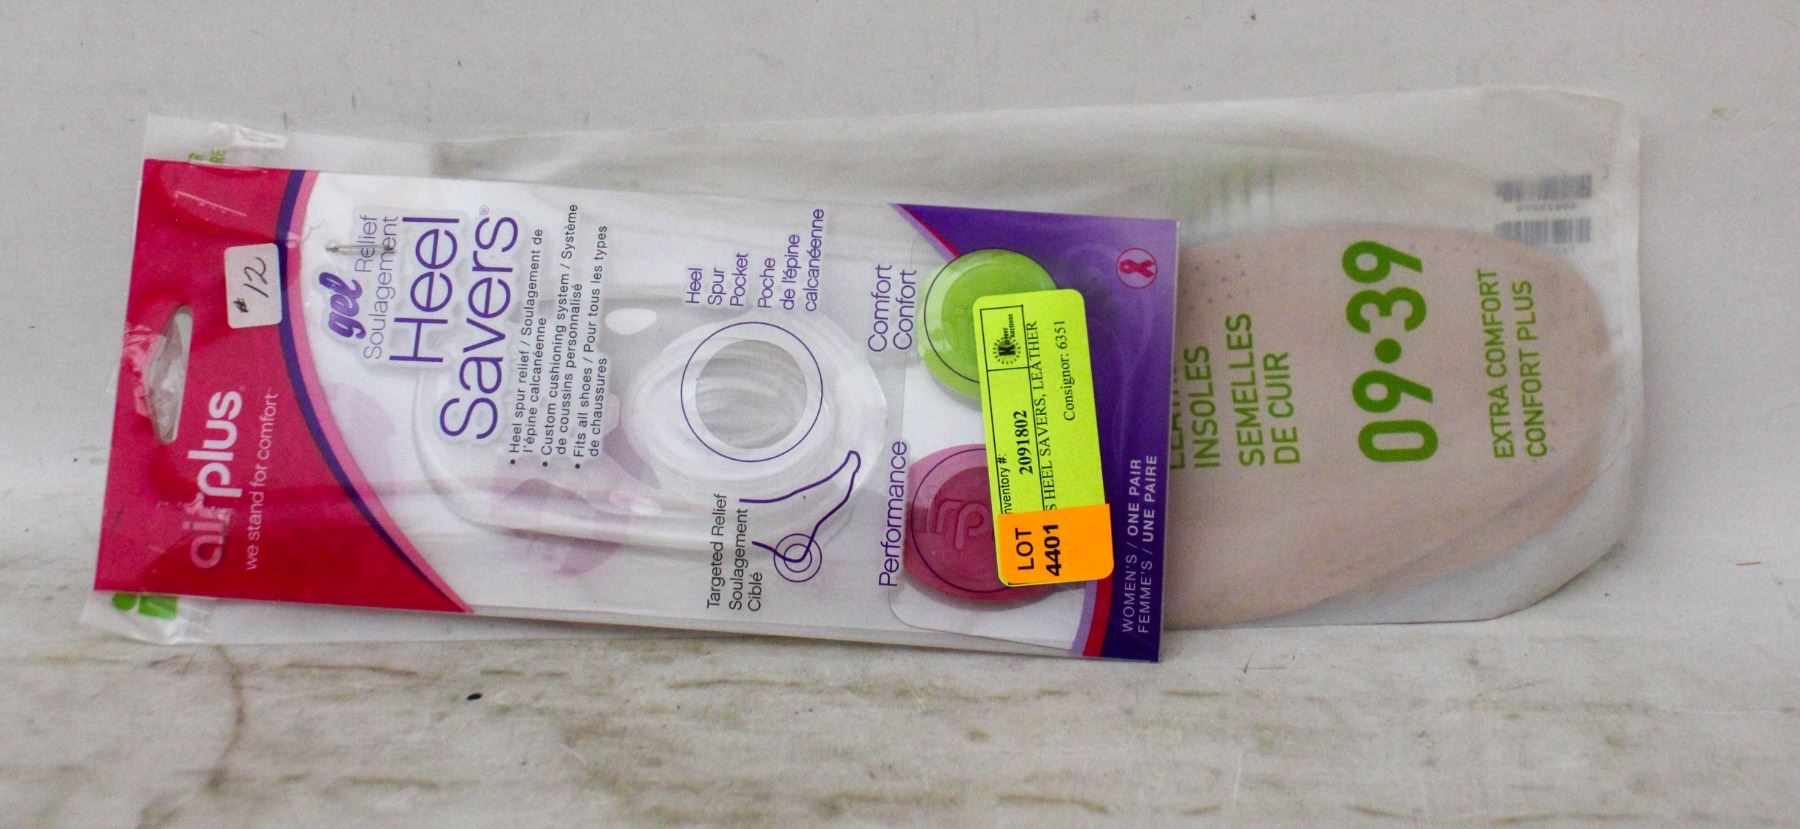 airplus
we stand for comfort
# 12
gel
Relief
Soulagement
Heel
Savers®
• Heel spur relief / Soulagement de
l'épine calcanéenne
• Custom cushioning system / Système
de coussins personnalisé
• Fits all shoes / Pour tous les types
de chaussures
Heel
Spur
Pocket
Poche
de l'épine
calcanéenne
Targeted Relief
Soulagement
Ciblé
Comfort
Confort
Performance
WOMEN'S / ONE PAIR
FEMME'S / UNE PAIRE
nventory #:
2091802
S HEEL SAVERS, LEATHER
Consignor: 6351
LOT
4401
INSOLES
SEMELLES
DE CUIR
09•39
EXTRA COMFORT
CONFORT PLUS